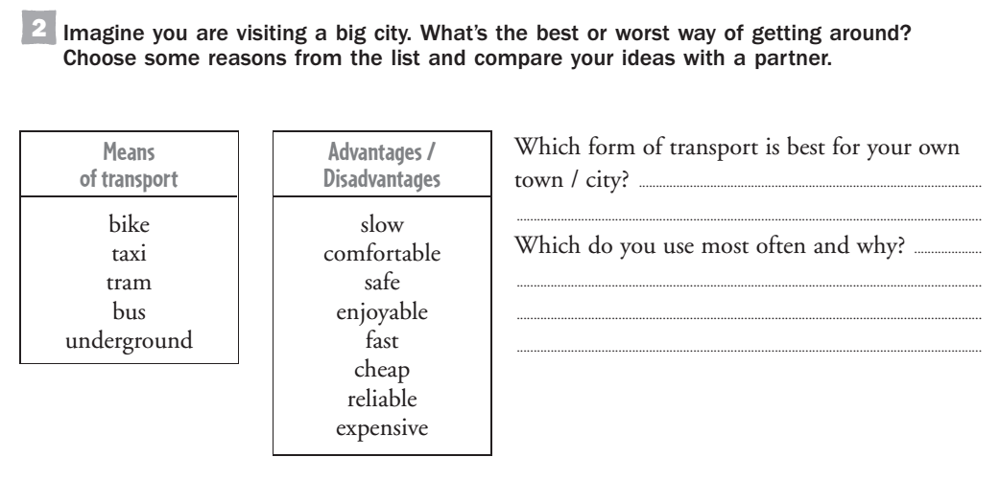 2
Imagine you are visiting a big city. What's the best or worst way of getting around?
Choose some reasons from the list and compare your ideas with a partner.
Means
of transport
bike
taxi
tram
bus
underground
Advantages /
Disadvantages
slow
comfortable
safe
enjoyable
fast
cheap
reliable
expensive
Which form of transport is best for your own
town / city?
Which do you use most often and why?